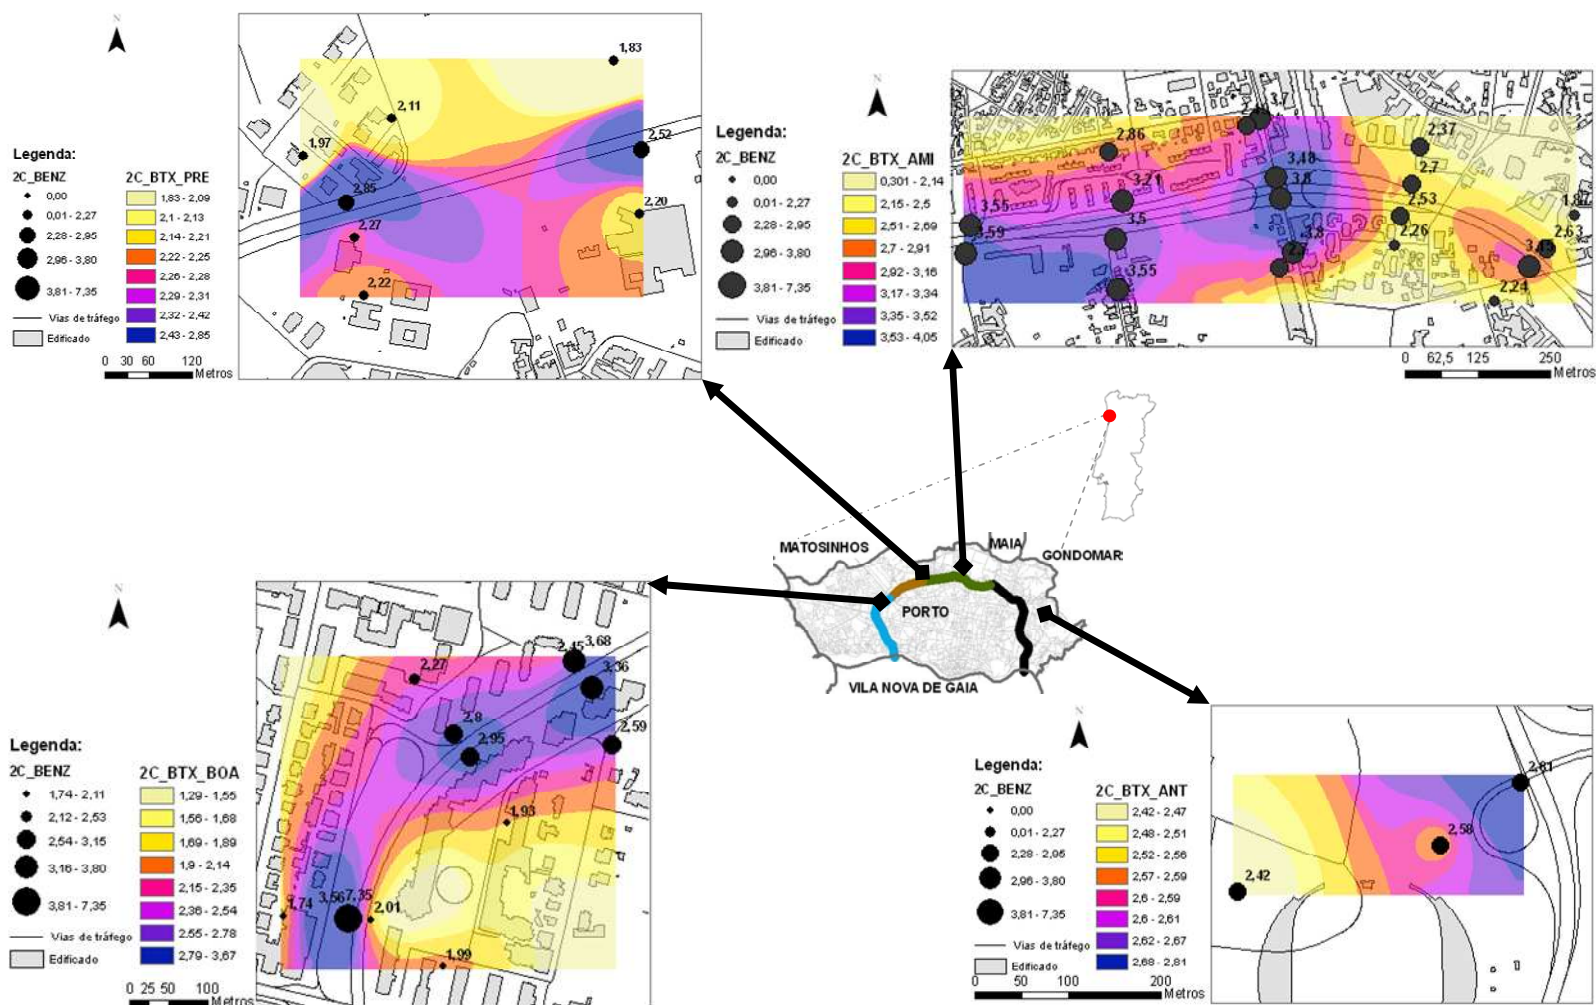 N
Legenda:
2C_BENZ
0,00
0,01 - 2,27
2,28 - 2,95
2,96 - 3,80
3,81 - 7,35
Vias de tráfego
Edificado
2C_BTX_PRE
1,83 - 2,09
2,1 - 2,13
2,14 - 2,21
2,22 - 2,25
2,26 - 2,28
2,29 - 2,31
2,32 - 2,42
2,43 - 2,85
0 30 60 120
Metros
1,83
2,11
1,97
2,52
2,85
2,20
2,27
2,22
N
Legenda:
2C_BENZ
0,00
0,01 - 2,27
2,28 - 2,95
2,96 - 3,80
3,81 - 7,35
Vias de tráfego
Edificado
2C_BTX_AMI
0,301 - 2,14
2,15 - 2,5
2,51 - 2,69
2,7 - 2,91
2,92 - 3,16
3,17 - 3,34
3,35 - 3,52
3,53 - 4,05
3,7
2,86
2,37
3,48
2,7
3,21
3,8
3,55
2,53
3,5
3,59
3,8
2,26
2,63
3,55
2,24
0 62,5 125 250
Metros
MATOSINHOS
MAIA
GONDOMAR
PORTO
VILA NOVA DE GAIA
N
Legenda:
2C_BENZ
1,74 - 2,11
2,12 - 2,53
2,54 - 3,15
3,16 - 3,80
3,81 - 7,35
Vias de tráfego
Edificado
2C_BTX_BOA
1,29 - 1,55
1,56 - 1,68
1,69 - 1,89
1,9 - 2,14
2,15 - 2,35
2,36 - 2,54
2,55 - 2,78
2,79 - 3,67
0 25 50 100
Metros
2,45
3,68
2,27
3,36
2,8
2,59
2,95
1,93
3,56
7,35
2,01
1,99
N
Legenda:
2C_BENZ
0,00
0,01 - 2,27
2,96 - 3,80
3,81 - 7,35
Vias de tráfego
Edificado
2C_BTX_ANT
2,42 - 2,47
2,48 - 2,51
2,52 - 2,56
2,57 - 2,59
2,6 - 2,59
2,6 - 2,61
2,62 - 2,67
2,68 - 2,81
0 50 100 200
Metros
2,81
2,58
2,42